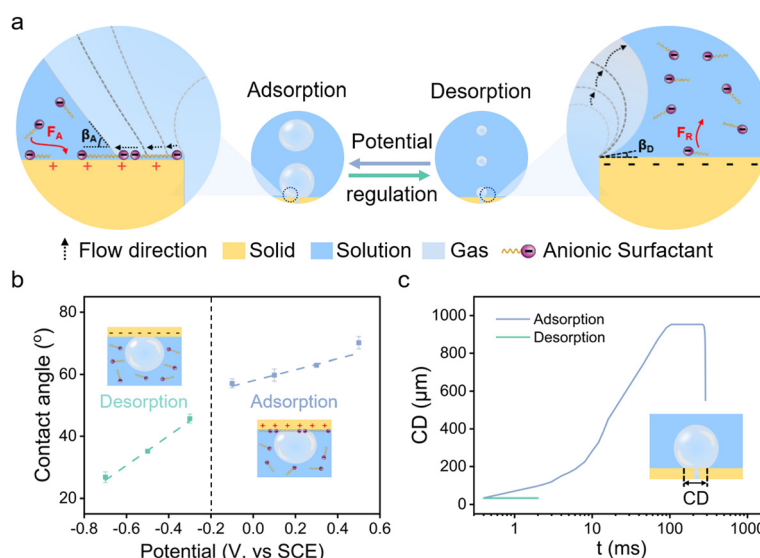 a
Adsorption
Desorption
Potential
regulation
F_A
β_A
+ + + +
F_R
β_D
- - - - - - - -
Flow direction
Solid
Solution
Gas
Anionic Surfactant
b
Contact angle (º)
80
60
40
20
Desorption
Adsorption
-0.8 -0.6 -0.4 -0.2 0.0 0.2 0.4 0.6
Potential (V. vs SCE)
c
CD (μm)
1000
800
600
400
200
0
Adsorption
Desorption
CD
1 10 100 1000
t (ms)